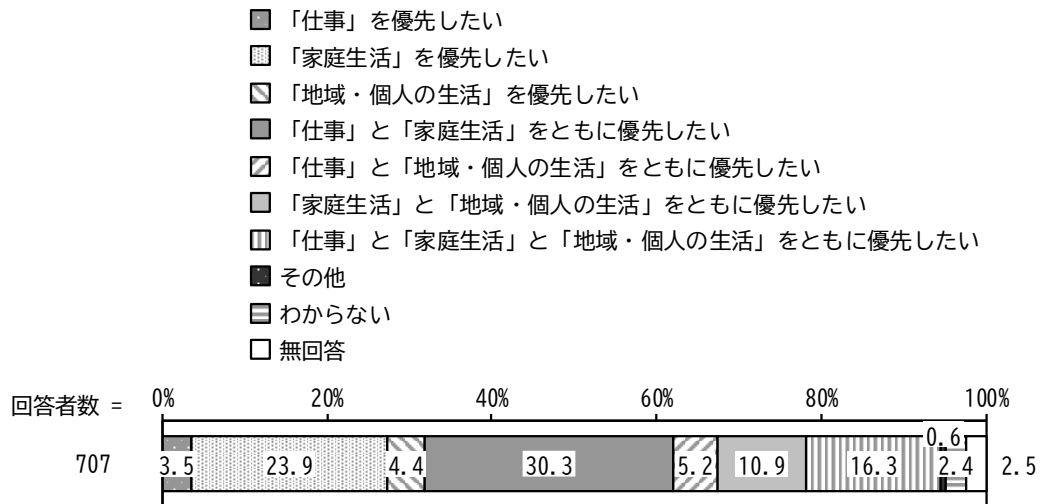 「仕事」を優先したい
「家庭生活」を優先したい
「地域・個人の生活」を優先したい
「仕事」と「家庭生活」をともに優先したい
「仕事」と「地域・個人の生活」をともに優先したい
「家庭生活」と「地域・個人の生活」をともに優先したい
「仕事」と「家庭生活」と「地域・個人の生活」をともに優先したい
その他
わからない
無回答
回答者数 = 0% 20% 40% 60% 80% 100%
707 3.5 23.9 4.4 30.3 5.2 10.9 16.3 0.6 2.4 2.5